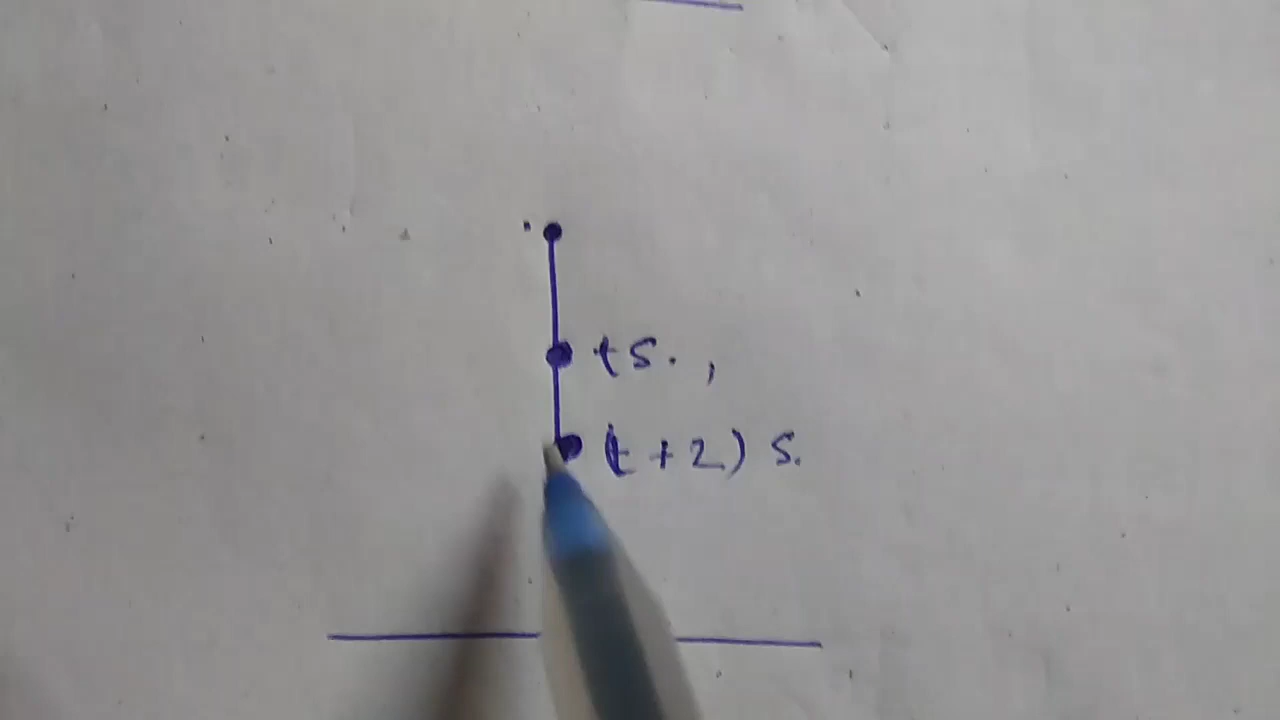 t s. ,
(t + 2) s.